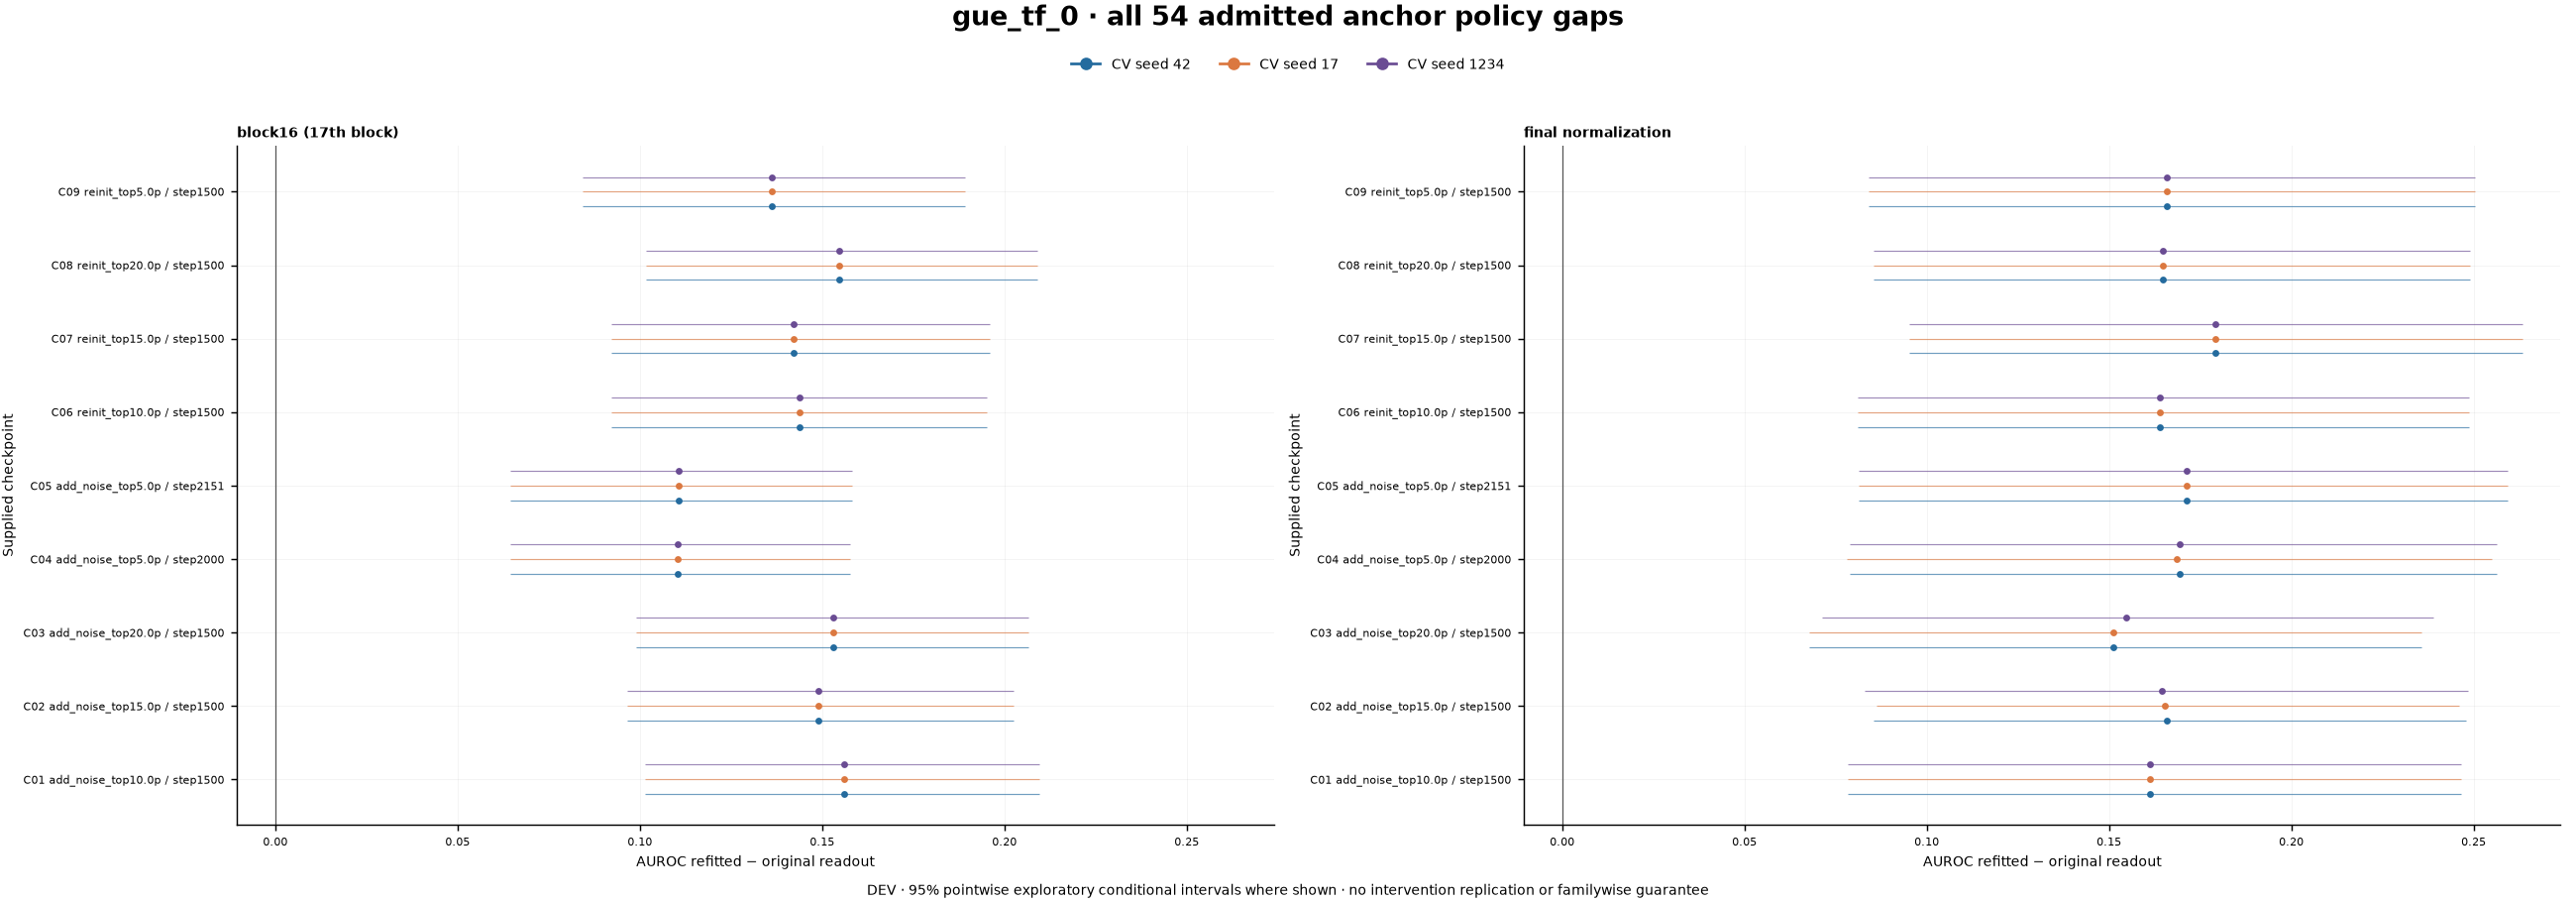 gue_tf_0 · all 54 admitted anchor policy gaps
CV seed 42
CV seed 17
CV seed 1234
block16 (17th block)
Supplied checkpoint
C09 reinit_top5.0p / step1500
C08 reinit_top20.0p / step1500
C07 reinit_top15.0p / step1500
C06 reinit_top10.0p / step1500
C05 add_noise_top5.0p / step2151
C04 add_noise_top5.0p / step2000
C03 add_noise_top20.0p / step1500
C02 add_noise_top15.0p / step1500
C01 add_noise_top10.0p / step1500
0.00 0.05 0.10 0.15 0.20 0.25
AUROC refitted − original readout
final normalization
Supplied checkpoint
C09 reinit_top5.0p / step1500
C08 reinit_top20.0p / step1500
C07 reinit_top15.0p / step1500
C06 reinit_top10.0p / step1500
C05 add_noise_top5.0p / step2151
C04 add_noise_top5.0p / step2000
C03 add_noise_top20.0p / step1500
C02 add_noise_top15.0p / step1500
C01 add_noise_top10.0p / step1500
0.00 0.05 0.10 0.15 0.20 0.25
AUROC refitted − original readout
DEV · 95% pointwise exploratory conditional intervals where shown · no intervention replication or familywise guarantee